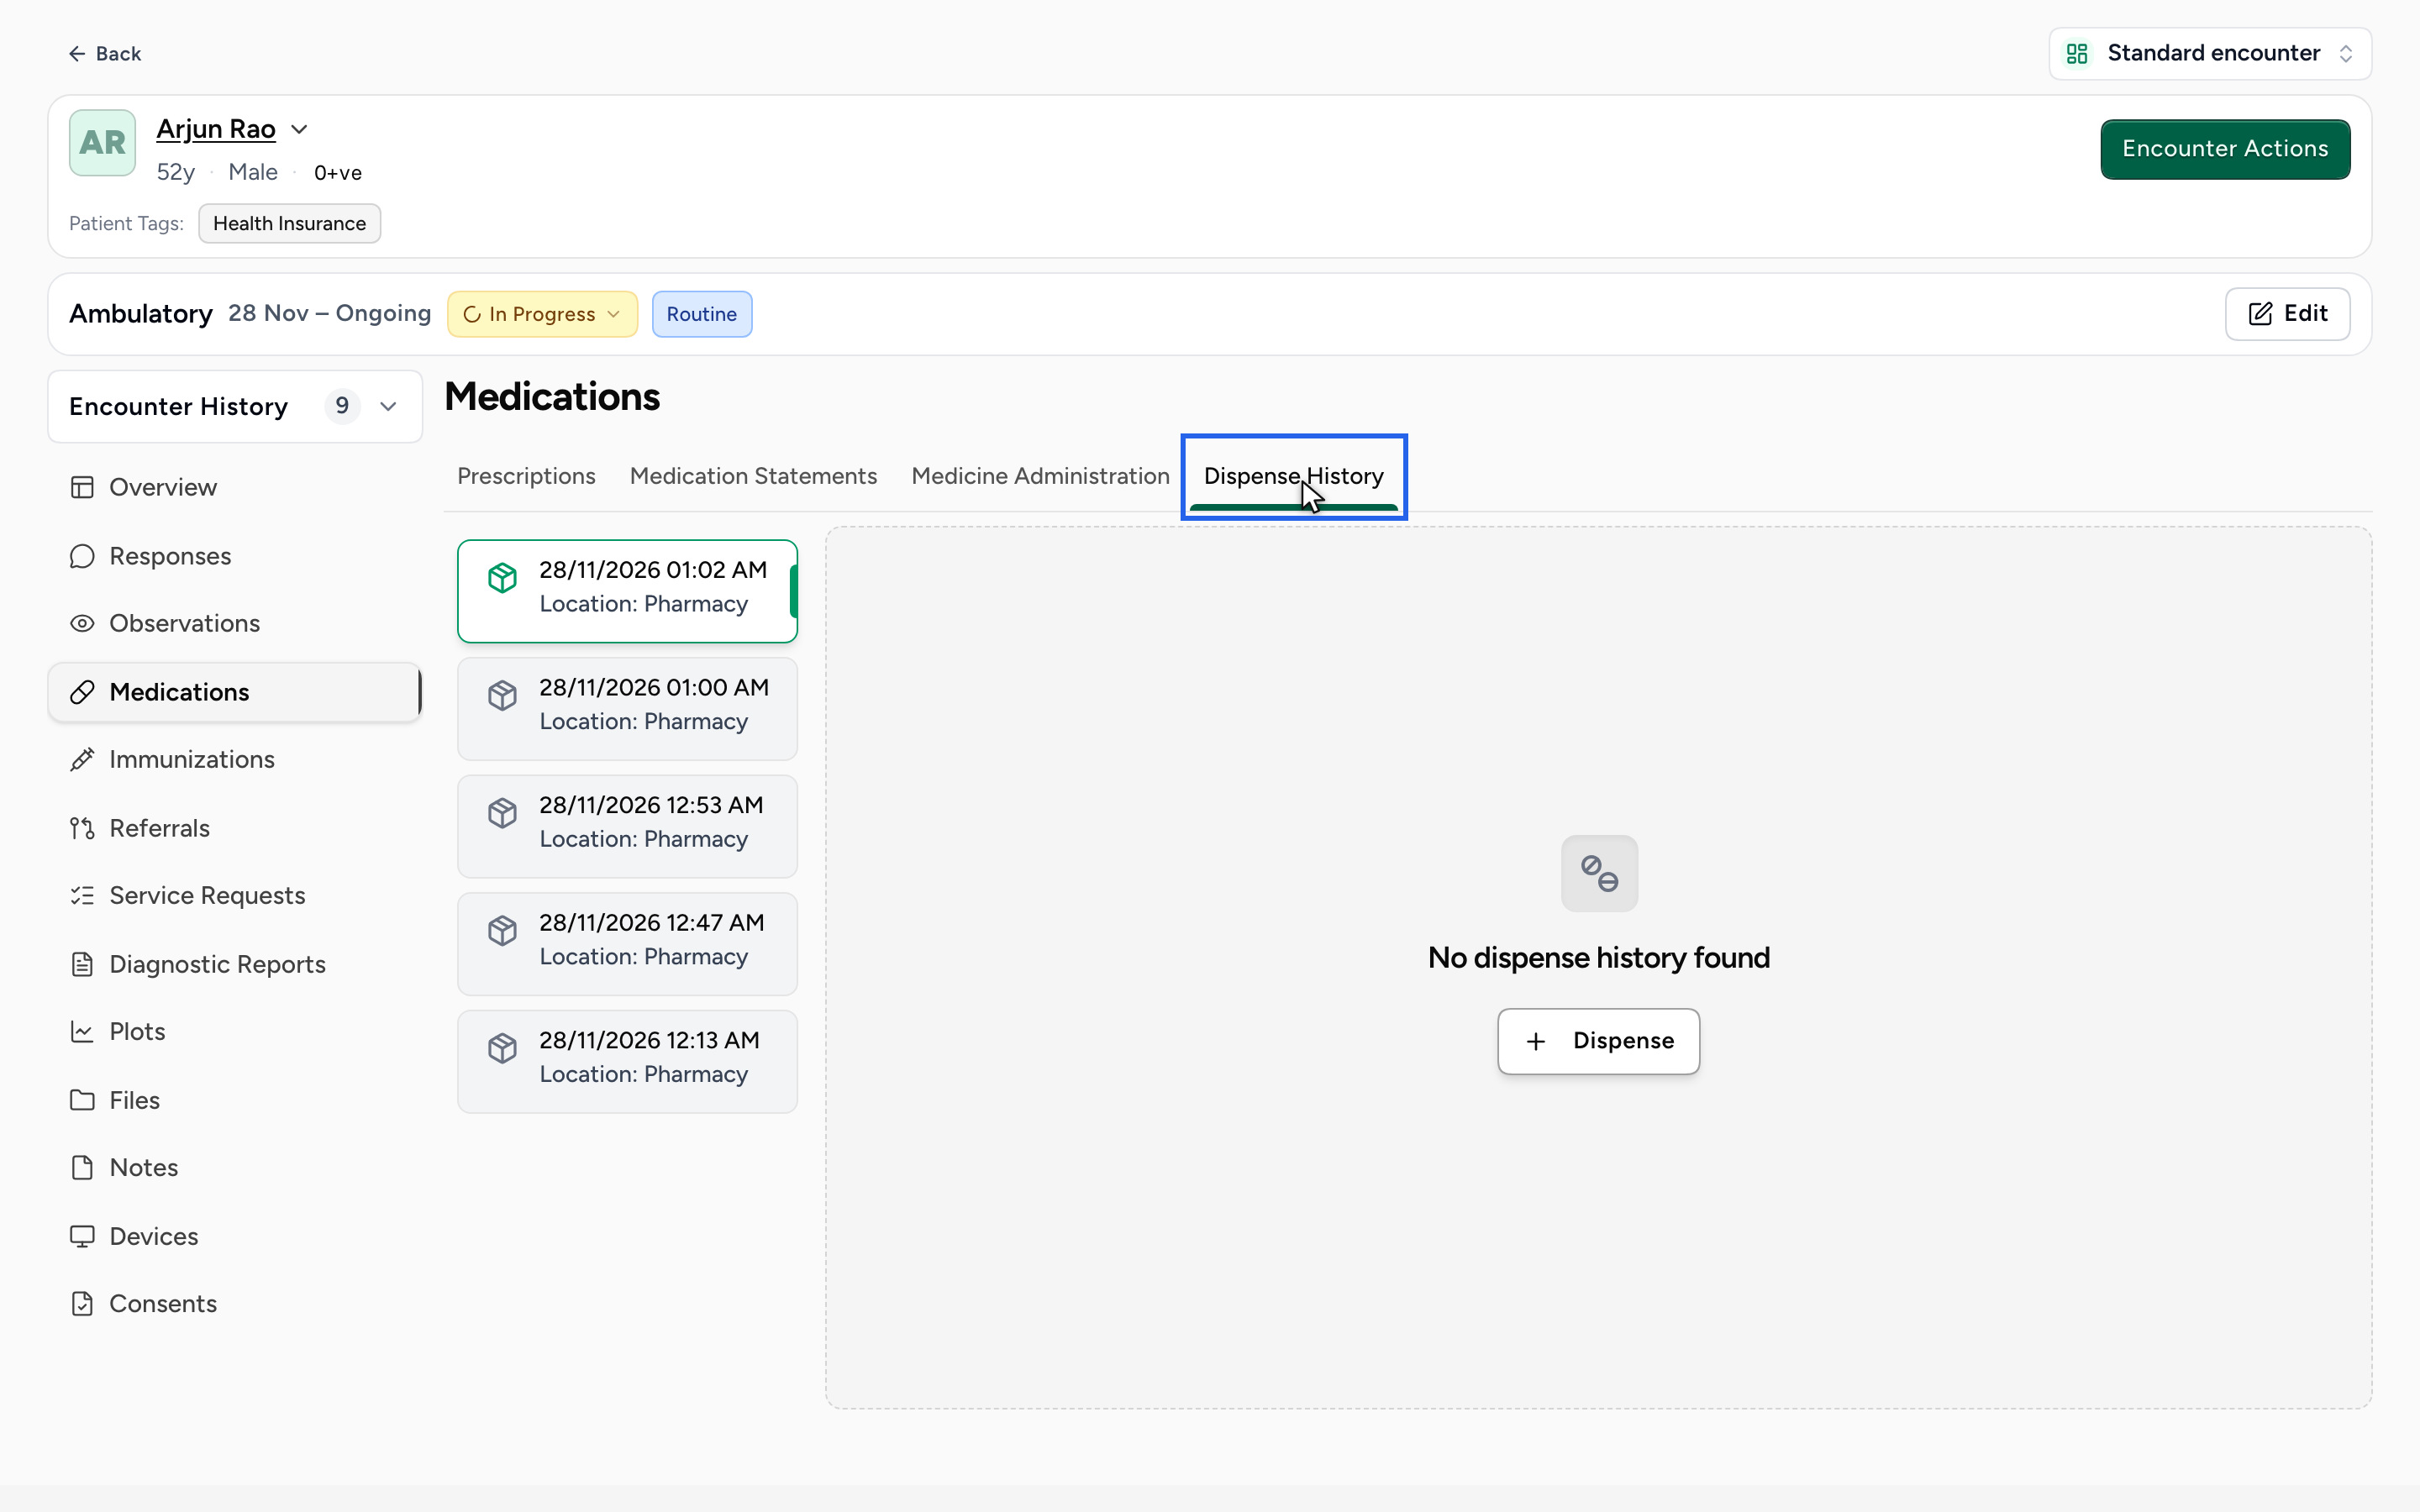 Back
Standard encounter
AR
Arjun Rao
52y · Male · 0+ve
Encounter Actions
Patient Tags: Health Insurance
Ambulatory 28 Nov – Ongoing In Progress Routine
Edit
Encounter History 9
Overview
Responses
Observations
Medications
Immunizations
Referrals
Service Requests
Diagnostic Reports
Plots
Files
Notes
Devices
Consents
Medications
Prescriptions Medication Statements Medicine Administration Dispense History
28/11/2026 01:02 AM
Location: Pharmacy
28/11/2026 01:00 AM
Location: Pharmacy
28/11/2026 12:53 AM
Location: Pharmacy
28/11/2026 12:47 AM
Location: Pharmacy
28/11/2026 12:13 AM
Location: Pharmacy
No dispense history found
Dispense